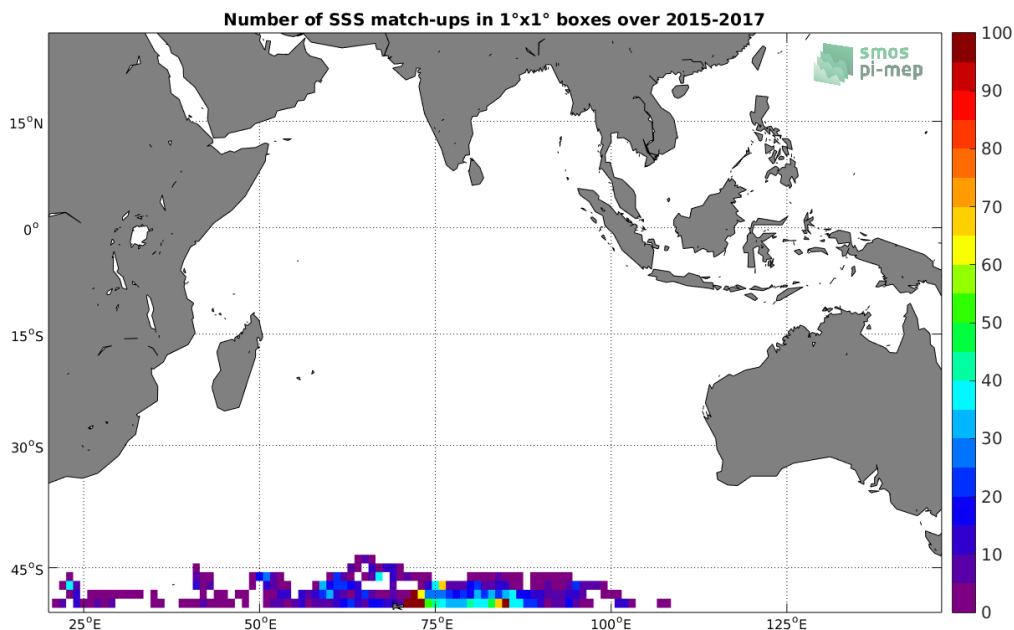 Number of SSS match-ups in 1°x1° boxes over 2015-2017
smos
pi-mep
15°N
0°
15°S
30°S
45°S
25°E
50°E
75°E
100°E
125°E
100
90
80
70
60
50
40
30
20
10
0